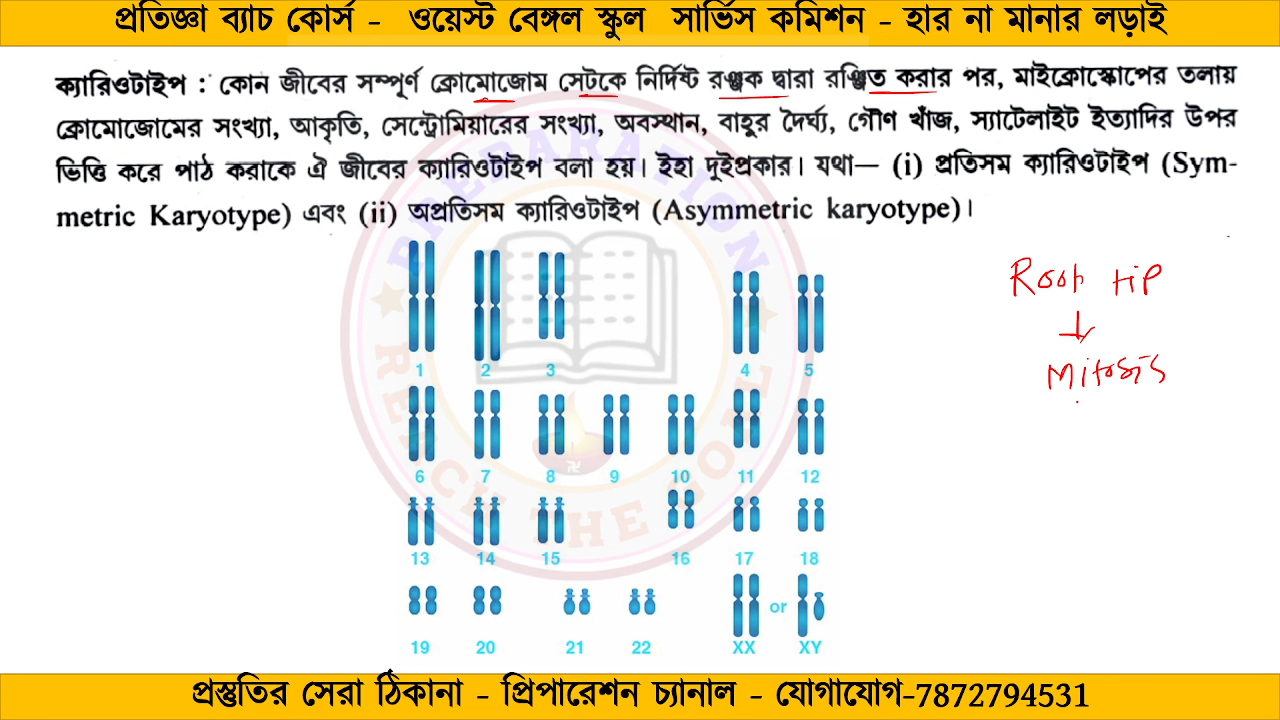 প্রতিজ্ঞা ব্যাচ কোর্স - ওয়েস্ট বেঙ্গল স্কুল সার্ভিস কমিশন - হার না মানার লড়াই
ক্যারিওটাইপ : কোন জীবের সম্পূর্ণ ক্রোমোজোম সেটকে নির্দিষ্ট রঞ্জক দ্বারা রঞ্জিত করার পর, মাইক্রোস্কোপের তলায়
ক্রোমোজোমের সংখ্যা, আকৃতি, সেন্ট্রোমিয়ারের সংখ্যা, অবস্থান, বাহুর দৈর্ঘ্য, গৌণ খাঁজ, স্যাটেলাইট ইত্যাদির উপর
ভিত্তি করে পাঠ করাকে ঐ জীবের ক্যারিওটাইপ বলা হয়। ইহা দুইপ্রকার। যথা— (i) প্রতিসম ক্যারিওটাইপ (Sym-
metric Karyotype) এবং (ii) অপ্রতিসম ক্যারিওটাইপ (Asymmetric karyotype)।
PREPARATION
REACH THE GOLE
Root tip
Mitosis
1 2 3 4 5
6 7 8 9 10 11 12
13 14 15 16 17 18
or
19 20 21 22 XX XY
প্রস্তুতির সেরা ঠিকানা - প্রিপারেশন চ্যানাল - যোগাযোগ-7872794531